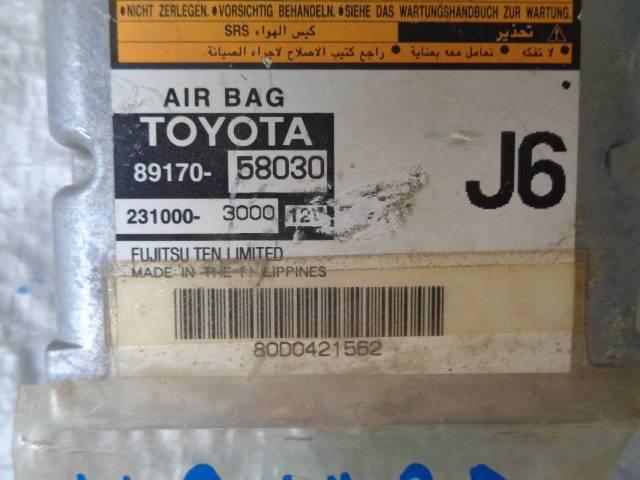 •NICHT ZERLEGEN. •VORSICHTIG BEHANDELN. •SIEHE DAS WARTUNGSHANDBUCH ZUR WARTUNG.
تحذير كيس الهواء SRS
• لا تفكه • تعامل معه بعناية • راجع كتيب الاصلاح لاجراء الصيانة.
AIR BAG
TOYOTA
89170- 58030
J6
231000- 3000 12V
FUJITSU TEN LIMITED
MADE IN THE PHILIPPINES
80D0421562